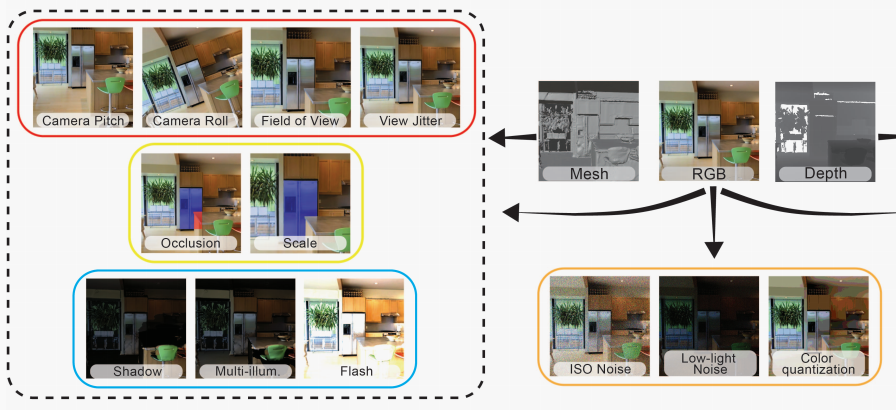 Camera Pitch
Camera Roll
Field of View
View Jitter
Occlusion
Scale
Shadow
Multi-illum.
Flash
Mesh
RGB
Depth
ISO Noise
Low-light
Noise
Color
quantization